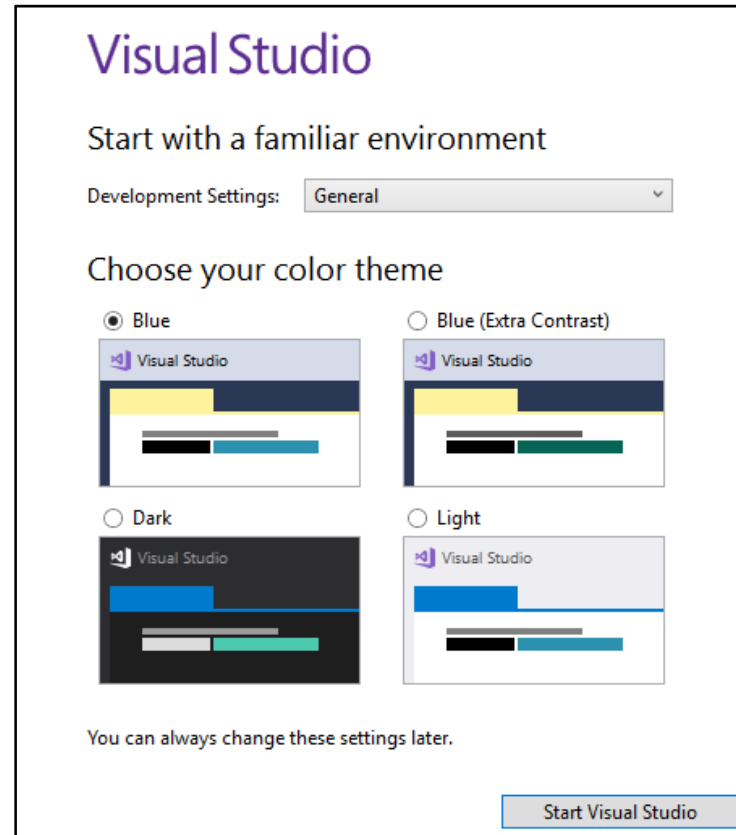 Visual Studio
Start with a familiar environment
Development Settings: General
Choose your color theme
Blue
Blue (Extra Contrast)
Visual Studio
Visual Studio
Dark
Light
Visual Studio
Visual Studio
You can always change these settings later.
Start Visual Studio